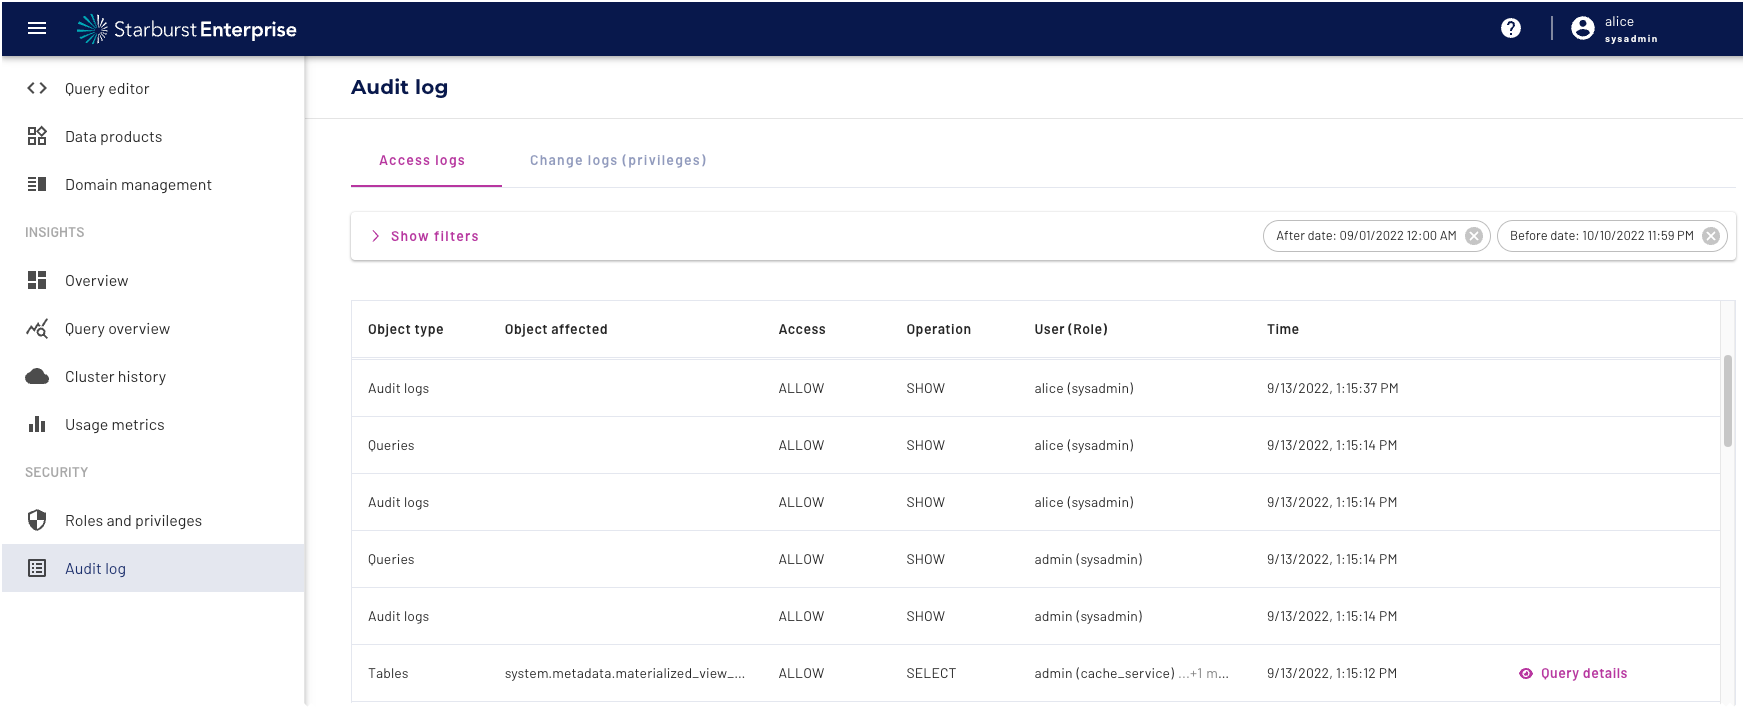 Starburst Enterprise
alice
sysadmin
Query editor
Data products
Domain management
INSIGHTS
Overview
Query overview
Cluster history
Usage metrics
SECURITY
Roles and privileges
Audit log
Audit log
Access logs Change logs (privileges)
Show filters After date: 09/01/2022 12:00 AM Before date: 10/10/2022 11:59 PM
Object type Object affected Access Operation User (Role) Time
Audit logs ALLOW SHOW alice (sysadmin) 9/13/2022, 1:15:37 PM
Queries ALLOW SHOW alice (sysadmin) 9/13/2022, 1:15:14 PM
Audit logs ALLOW SHOW alice (sysadmin) 9/13/2022, 1:15:14 PM
Queries ALLOW SHOW admin (sysadmin) 9/13/2022, 1:15:14 PM
Audit logs ALLOW SHOW admin (sysadmin) 9/13/2022, 1:15:14 PM
Tables system.metadata.materialized_view_... ALLOW SELECT admin (cache_service) ...+1 m... 9/13/2022, 1:15:12 PM Query details